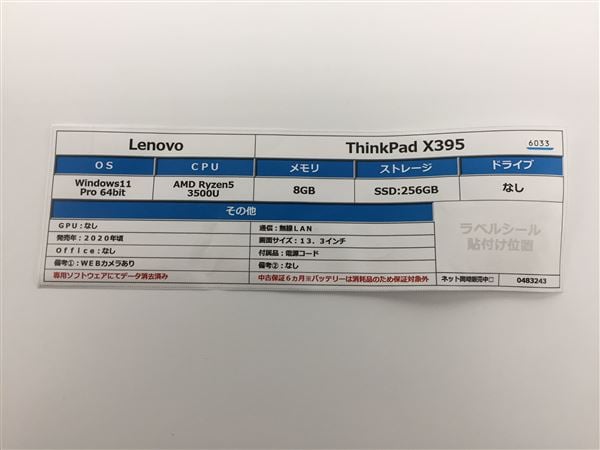 Lenovo ThinkPad X395 6033
OS CPU メモリ ストレージ ドライブ
Windows11 Pro 64bit AMD Ryzen5 3500U 8GB SSD:256GB なし
その他
GPU:なし 通信:無線LAN
発売年:2020年頃 画面サイズ:13.3インチ
Office:なし 付属品:電源コード
備考①:WEBカメラあり 備考②:なし
専用ソフトウェアにてデータ消去済み 中古保証6ヵ月※バッテリーは消耗品のため保証対象外
ラベルシール
貼付け位置
ネット同時販売中□ 0483243